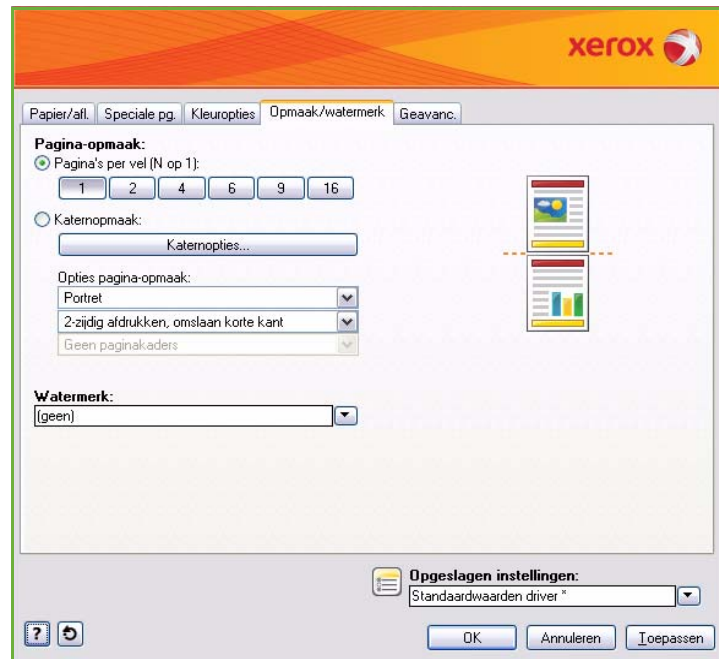 xerox
Papier/afl. Speciale pg. Kleuropties Opmaak/watermerk Geavanc.
Pagina-opmaak:
Pagina's per vel (N op 1):
1 2 4 6 9 16
Katernopmaak:
Katernopties...
Opties pagina-opmaak:
Portret
2-zijdig afdrukken, omslaan korte kant
Geen paginakaders
Watermerk:
(geen)
Opgeslagen instellingen:
Standaardwaarden driver *
? OK Annuleren Toepassen